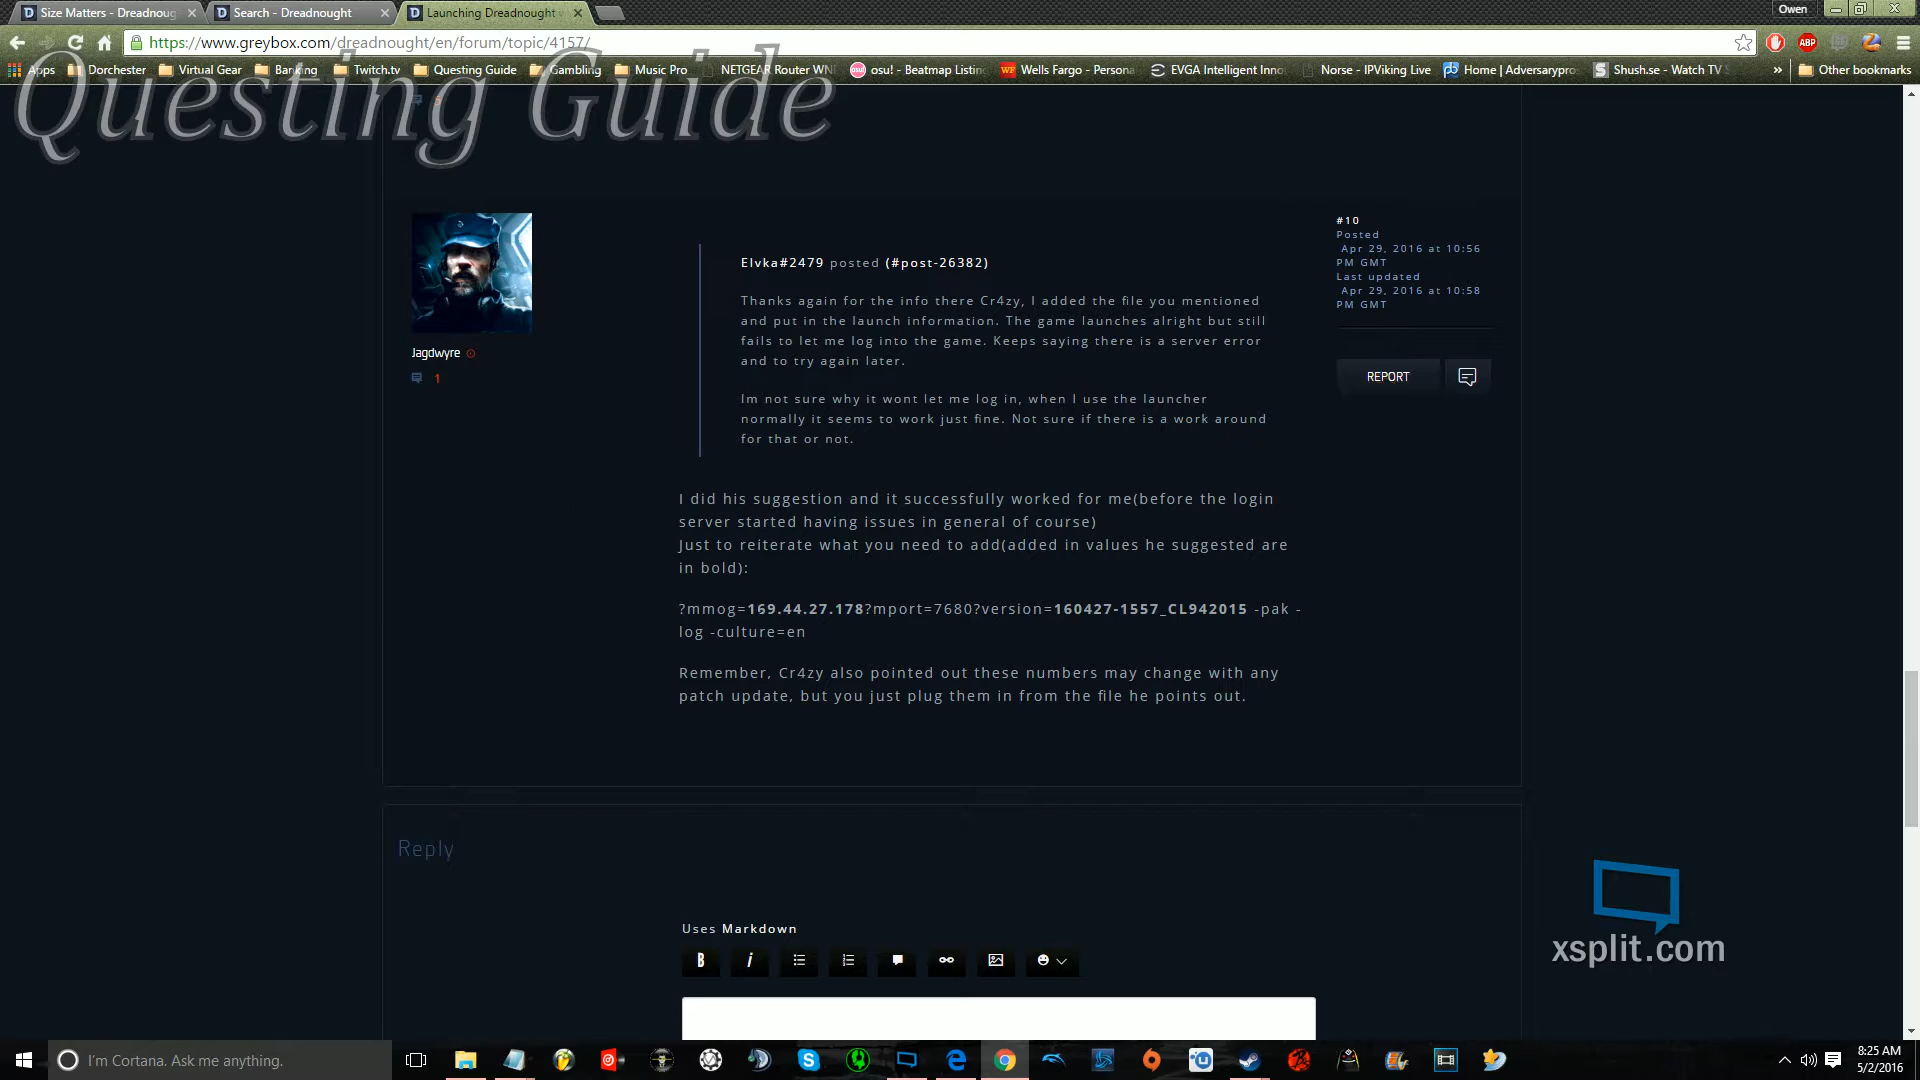 Size Matters - Dreadnoug
Search - Dreadnought
Launching Dreadnought
Owen
https://www.greybox.com/dreadnought/en/forum/topic/4157/
Apps
Dorchester
Virtual Gear
Banking
Twitch.tv
Questing Guide
Gambling
Music Pro
NETGEAR Router WN
osu! - Beatmap Listin
Wells Fargo - Persona
EVGA Intelligent Inno
Norse - IPViking Live
Home | Adversarypro
Shush.se - Watch TV
»
Other bookmarks
Questing Guide
Jagdwyre
1
Elvka#2479 posted (#post-26382)
Thanks again for the info there Cr4zy, I added the file you mentioned
and put in the launch information. The game launches alright but still
fails to let me log into the game. Keeps saying there is a server error
and to try again later.
Im not sure why it wont let me log in, when I use the launcher
normally it seems to work just fine. Not sure if there is a work around
for that or not.
#10
Posted
Apr 29, 2016 at 10:56
PM GMT
Last updated
Apr 29, 2016 at 10:58
PM GMT
REPORT
I did his suggestion and it successfully worked for me(before the login
server started having issues in general of course)
Just to reiterate what you need to add(added in values he suggested are
in bold):
?mmog=169.44.27.178?mport=7680?version=160427-1557_CL942015 -pak -
log -culture=en
Remember, Cr4zy also pointed out these numbers may change with any
patch update, but you just plug them in from the file he points out.
Reply
Uses Markdown
B i
xsplit.com
I'm Cortana. Ask me anything.
8:25 AM
5/2/2016